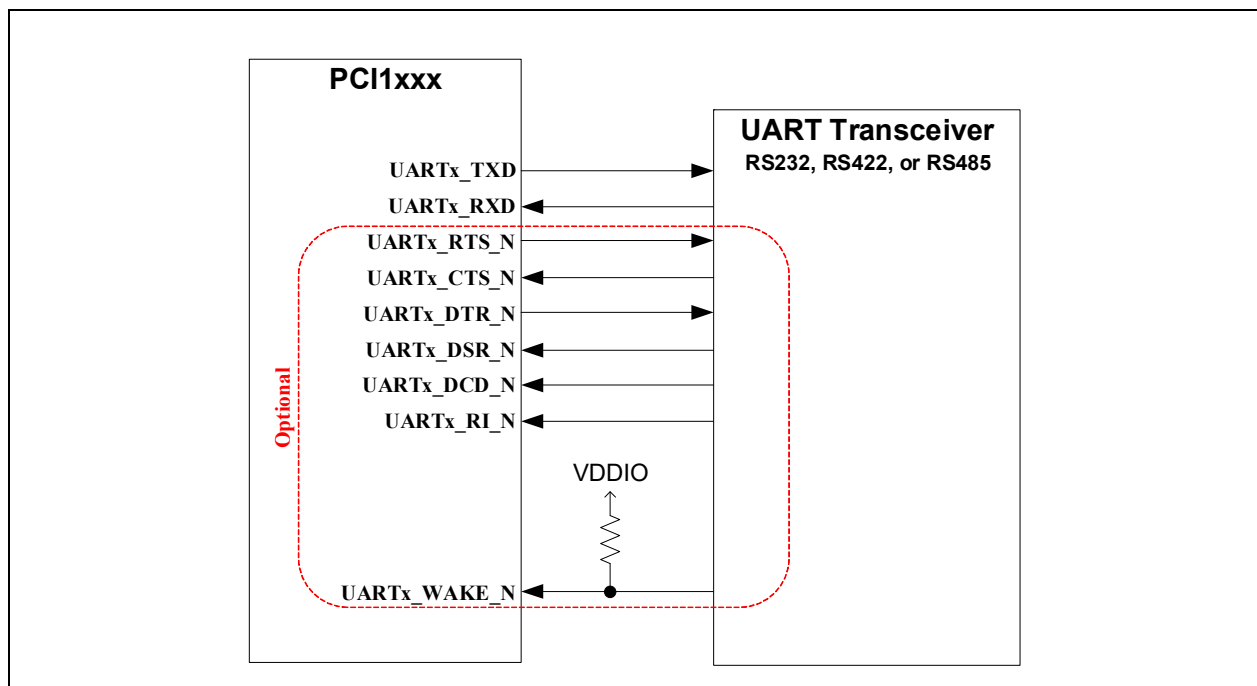 PCI1xxx
UART Transceiver
RS232, RS422, or RS485
UARTx_TXD
UARTx_RXD
UARTx_RTS_N
UARTx_CTS_N
UARTx_DTR_N
UARTx_DSR_N
UARTx_DCD_N
UARTx_RI_N
Optional
VDDIO
UARTx_WAKE_N